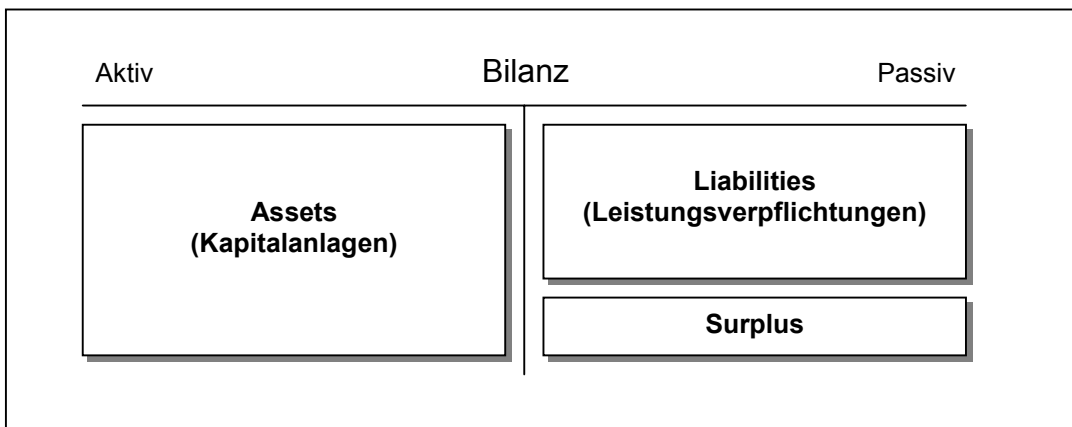 Aktiv
Bilanz
Passiv
Assets
(Kapitalanlagen)
Liabilities
(Leistungsverpflichtungen)
Surplus